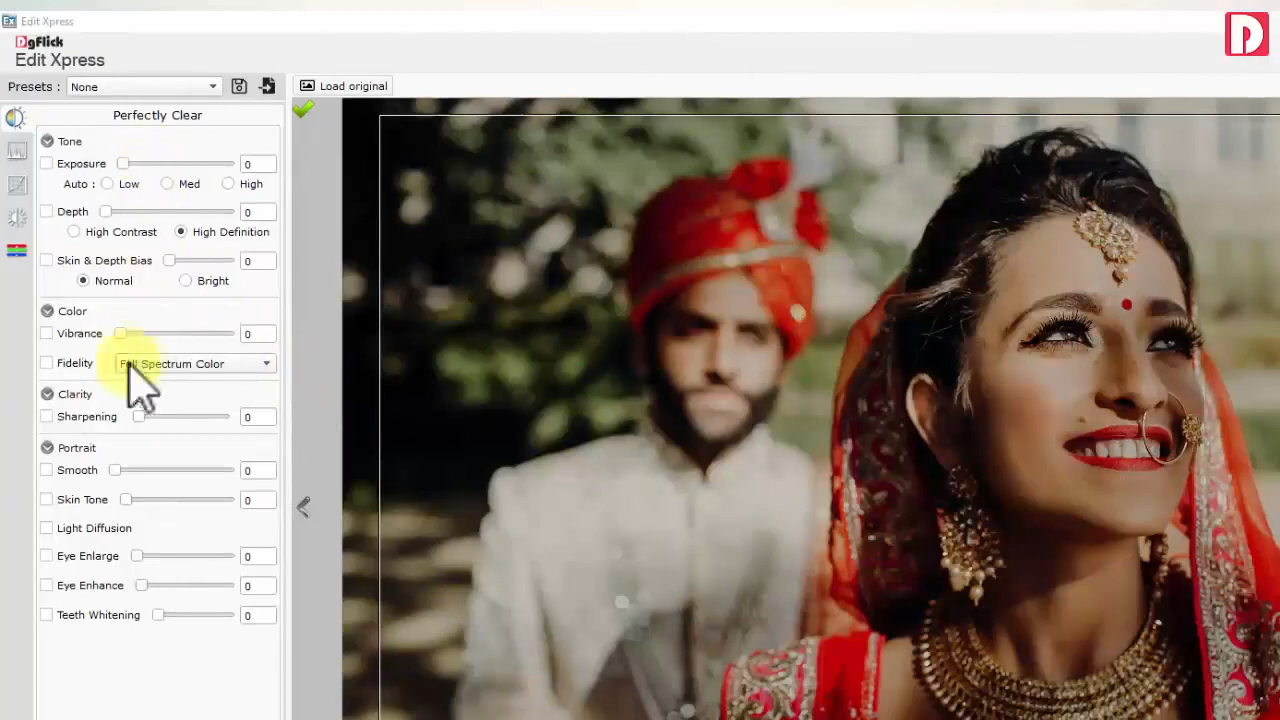 Ex Edit Xpress
DgFlick
Edit Xpress
D
Presets : None
Load original
Perfectly Clear
Tone
Exposure 0
Auto : Low Med High
Depth 0
High Contrast High Definition
Skin & Depth Bias 0
Normal Bright
Color
Vibrance 0
Fidelity Full Spectrum Color
Clarity
Sharpening 0
Portrait
Smooth 0
Skin Tone 0
Light Diffusion
Eye Enlarge 0
Eye Enhance 0
Teeth Whitening 0